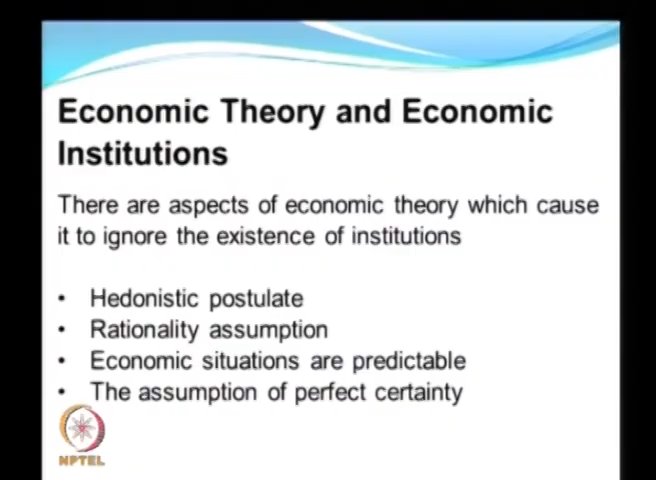 Economic Theory and Economic
Institutions
There are aspects of economic theory which cause
it to ignore the existence of institutions
• Hedonistic postulate
• Rationality assumption
• Economic situations are predictable
• The assumption of perfect certainty
NPTEL